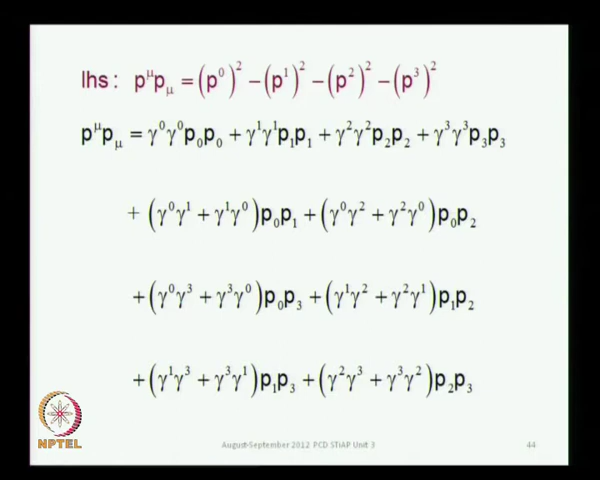 lhs : p^μ p_μ = (p^0)^2 − (p^1)^2 − (p^2)^2 − (p^3)^2
p^μ p_μ = γ^0γ^0p_0p_0 + γ^1γ^1p_1p_1 + γ^2γ^2p_2p_2 + γ^3γ^3p_3p_3
+ (γ^0γ^1 + γ^1γ^0)p_0p_1 + (γ^0γ^2 + γ^2γ^0)p_0p_2
+ (γ^0γ^3 + γ^3γ^0)p_0p_3 + (γ^1γ^2 + γ^2γ^1)p_1p_2
+ (γ^1γ^3 + γ^3γ^1)p_1p_3 + (γ^2γ^3 + γ^3γ^2)p_2p_3
NPTEL
August-September 2012 PCD STiAP Unit 3
44